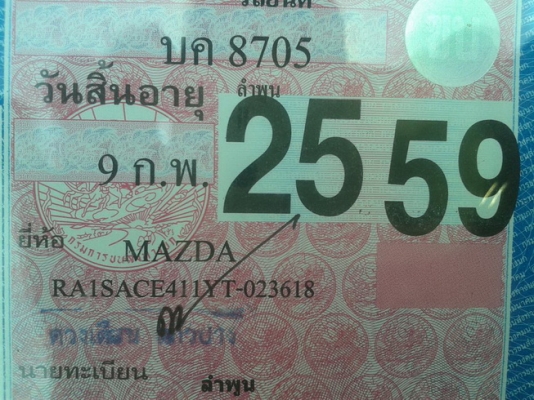 บค 8705
ลำพูน
วันสิ้นอายุ
9 ก.พ. 2559
ยี่ห้อ MAZDA
RA1SACE411YT-023618
นายทะเบียน
ลำพูน